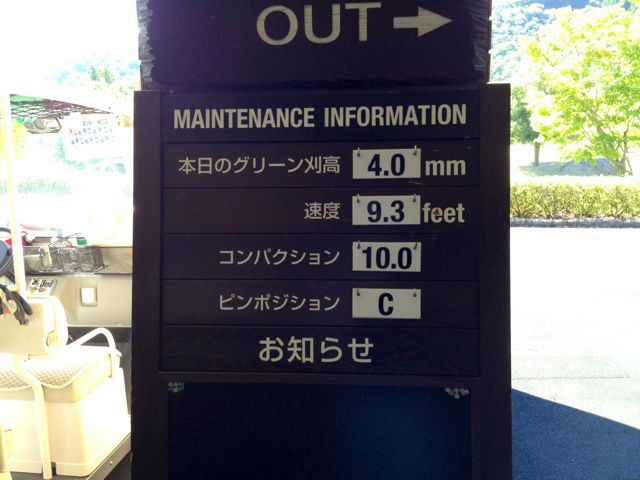 OUT →
MAINTENANCE INFORMATION
本日のグリーン刈高 4.0 mm
速度 9.3 feet
コンパクション 10.0
ピンポジション C
お知らせ